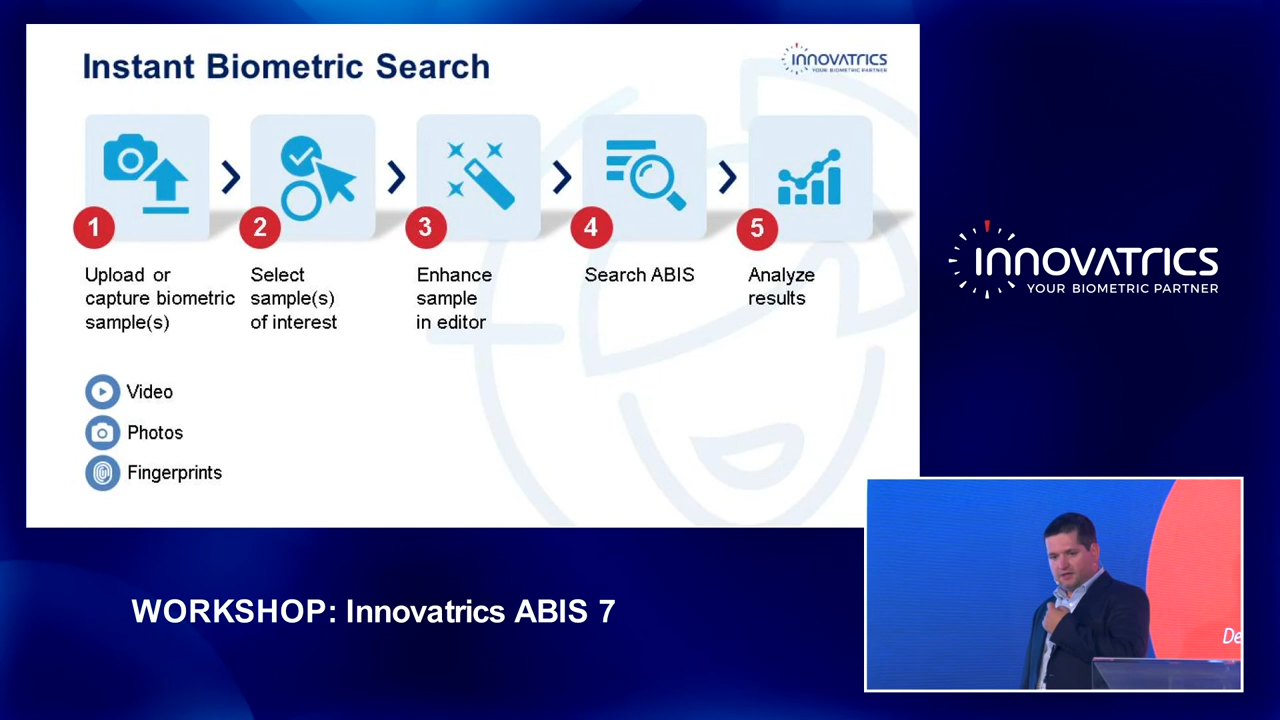 Instant Biometric Search
INNOVATRICS
YOUR BIOMETRIC PARTNER
1
2
3
4
5
Upload or
capture biometric
sample(s)
Select
sample(s)
of interest
Enhance
sample
in editor
Search ABIS
Analyze
results
Video
Photos
Fingerprints
INNOVATRICS
YOUR BIOMETRIC PARTNER
De
WORKSHOP: Innovatrics ABIS 7